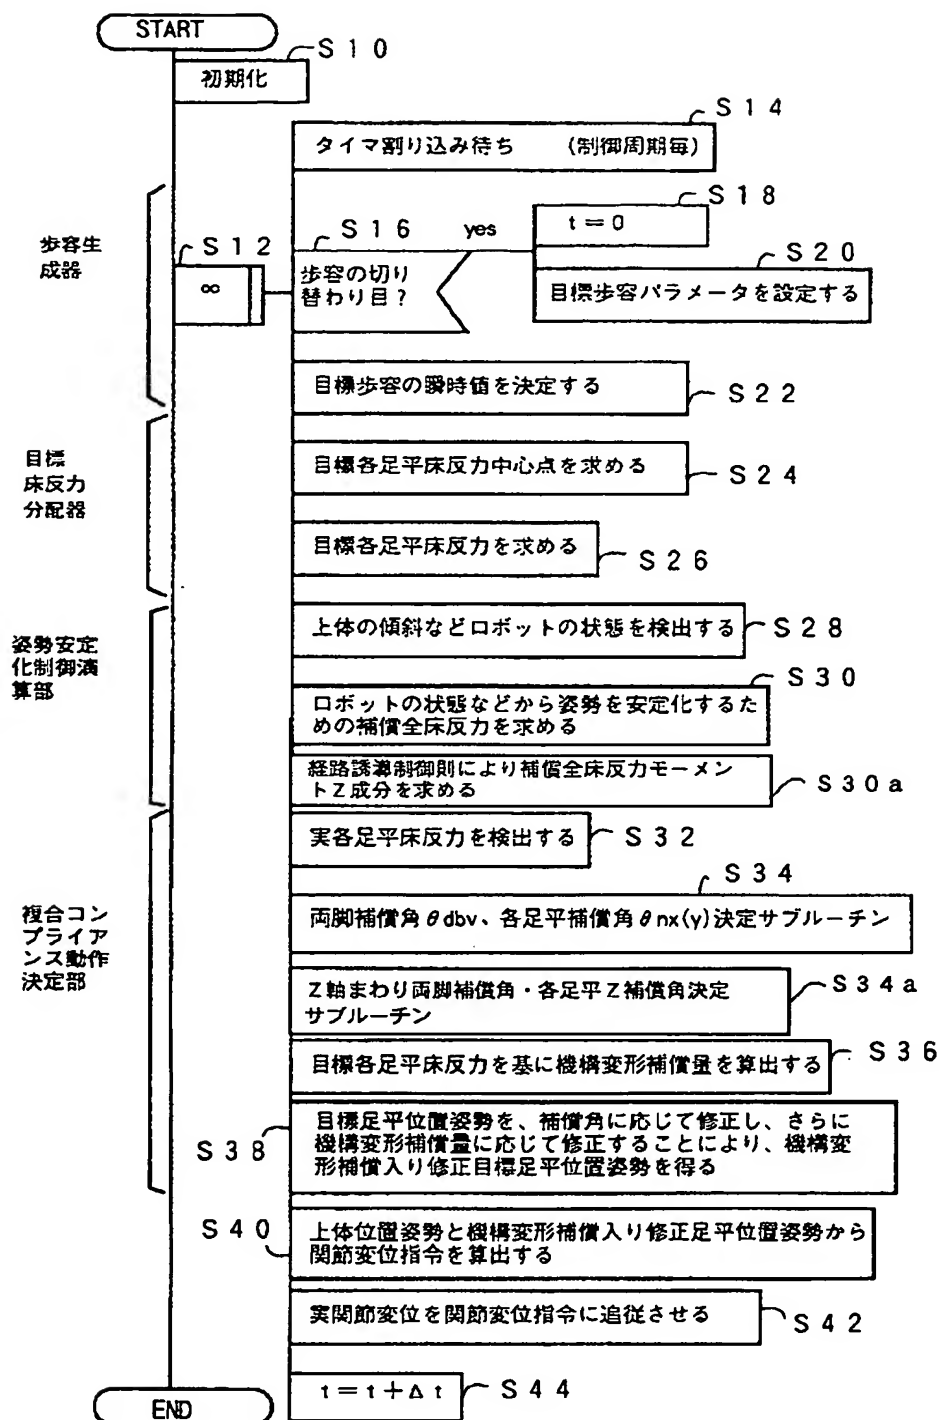 START
S10
初期化
S14
タイマ割り込み待ち (制御周期毎)
S18
t=0
S16
yes
歩容の切り
替わり目?
S20
目標歩容パラメータを設定する
歩容生
成器
S12
∞
目標歩容の瞬時値を決定する
S22
目標
床反力
分配器
目標各足平床反力中心点を求める
S24
目標各足平床反力を求める
S26
姿勢安定
化制御演
算部
上体の傾斜などロボットの状態を検出する
S28
S30
ロボットの状態などから姿勢を安定化するた
めの補償全床反力を求める
経路誘導制御則により補償全床反力モーメン
トZ成分を求める
S30a
実各足平床反力を検出する
S32
複合コン
プライア
ンス動作
決定部
S34
両脚補償角θdbv、各足平補償角θnx(y)決定サブルーチン
Z軸まわり両脚補償角・各足平Z補償角決定
サブルーチン
S34a
目標各足平床反力を基に機構変形補償量を算出する
S36
S38
目標足平位置姿勢を、補償角に応じて修正し、さらに
機構変形補償量に応じて修正することにより、機構変
形補償入り修正目標足平位置姿勢を得る
S40
上体位置姿勢と機構変形補償入り修正足平位置姿勢から
関節変位指令を算出する
実関節変位を関節変位指令に追従させる
S42
t=t+Δt
S44
END